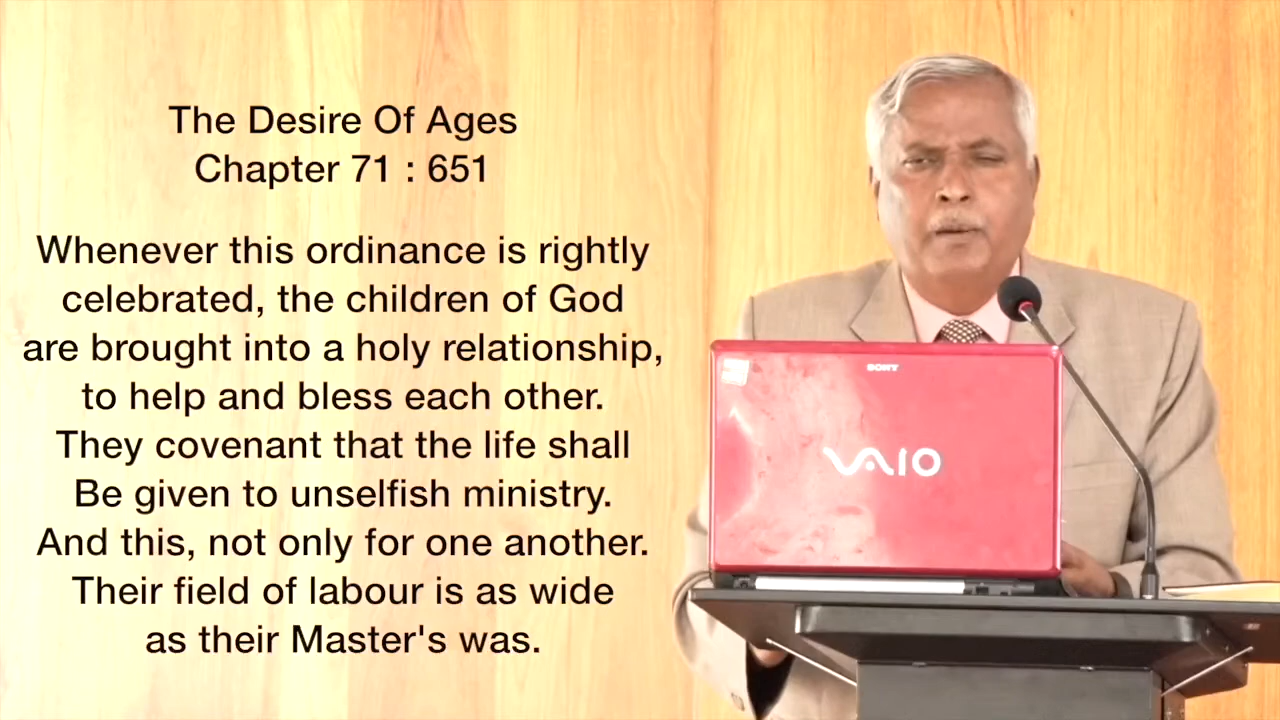 The Desire Of Ages
Chapter 71 : 651
Whenever this ordinance is rightly
celebrated, the children of God
are brought into a holy relationship,
to help and bless each other.
They covenant that the life shall
Be given to unselfish ministry.
And this, not only for one another.
Their field of labour is as wide
as their Master's was.
SONY
VAIO